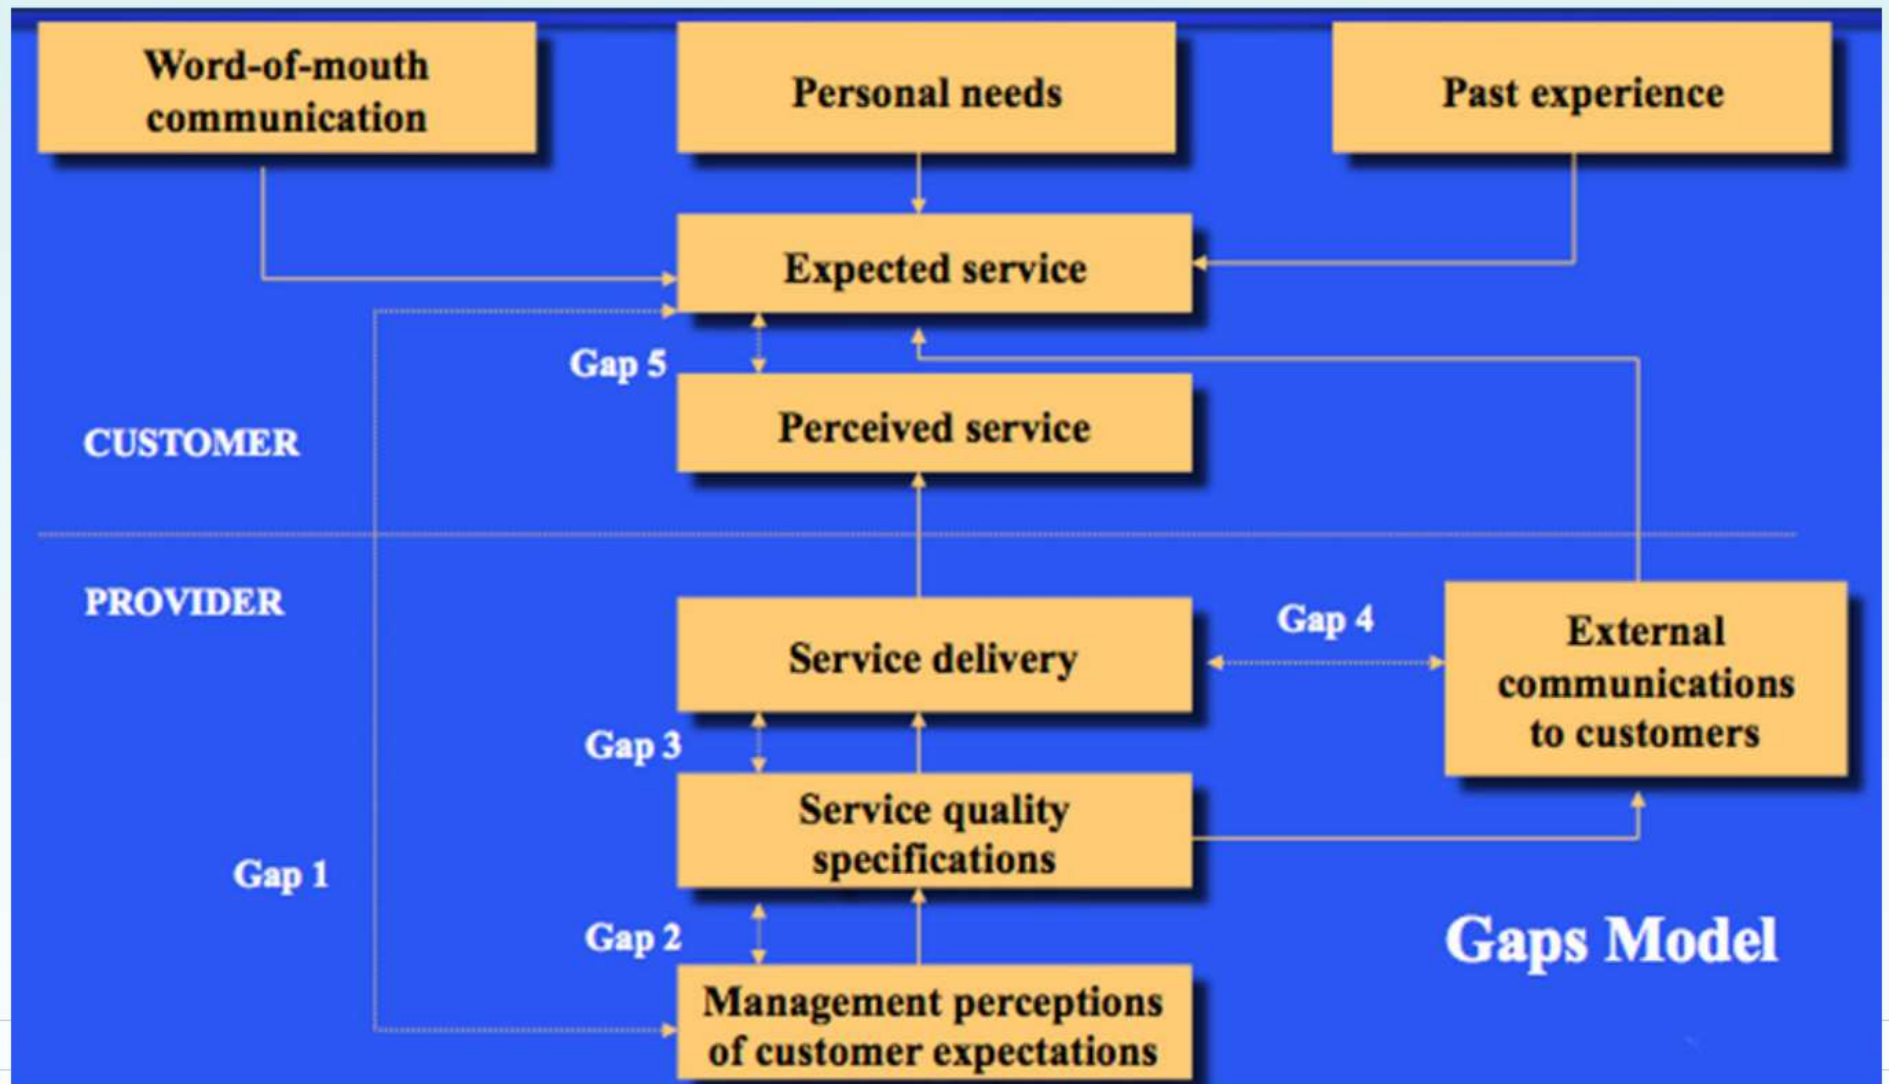 Word-of-mouth
communication
Personal needs
Past experience
Expected service
Gap 5
Perceived service
CUSTOMER
PROVIDER
Service delivery
Gap 4
External
communications
to customers
Gap 3
Service quality
specifications
Gap 1
Gap 2
Gaps Model
Management perceptions
of customer expectations